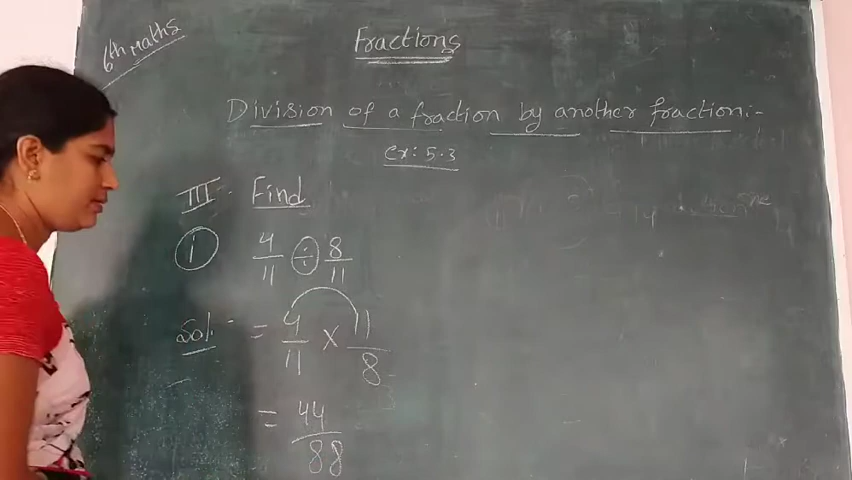 6th Maths
Fractions
Division of a fraction by another fraction:-
Ex: 5.3
III. Find
i 4/11 ÷ 8/11
Sol:- = 4/11 × 11/8
= 44/88